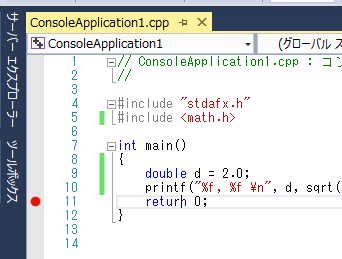 サーバー エクスプローラー
ツールボックス
ConsoleApplication1.cpp
ConsoleApplication1
(グローバル ス
1 // ConsoleApplication1.cpp : コン
2 //
3
4 #include "stdafx.h"
5 #include <math.h>
6
7 int main()
8 {
9 double d = 2.0;
10 printf("%f, %f ¥n", d, sqrt(
11 return 0;
12 }
13
14